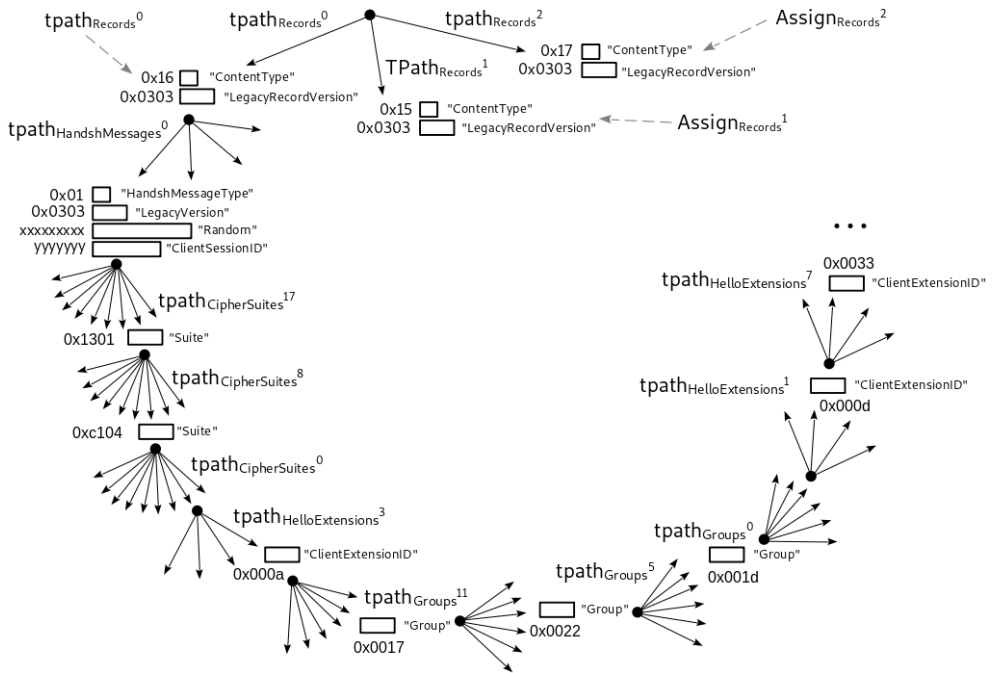 tpathRecords0
tpathRecords0
tpathRecords2
AssignRecords2
0x16 "ContentType"
0x0303 "LegacyRecordVersion"
TPathRecords1
0x17 "ContentType"
0x0303 "LegacyRecordVersion"
0x15 "ContentType"
0x0303 "LegacyRecordVersion"
AssignRecords1
tpathHandshMessages0
0x01 "HandshMessageType"
0x0303 "LegacyVersion"
xxxxxxxxx "Random"
yyyyyyy "ClientSessionID"
tpathCipherSuites17
0x1301 "Suite"
tpathCipherSuites8
0xc104 "Suite"
tpathCipherSuites0
tpathHelloExtensions3
"ClientExtensionID"
0x000a
tpathGroups11
"Group"
0x0017
tpathGroups5
"Group"
0x0022
tpathGroups0
"Group"
0x001d
tpathHelloExtensions1
"ClientExtensionID"
0x000d
tpathHelloExtensions7
0x0033
"ClientExtensionID"
...